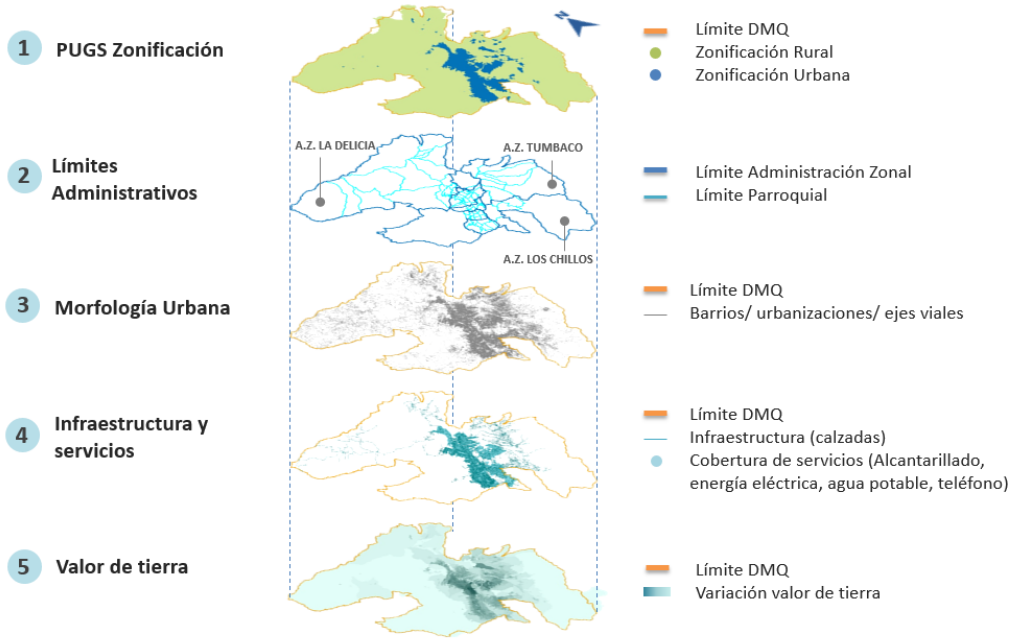 N
1
PUGS Zonificación
Límite DMQ
Zonificación Rural
Zonificación Urbana
2
Límites
Administrativos
A.Z. LA DELICIA
A.Z. TUMBACO
A.Z. LOS CHILLOS
Límite Administración Zonal
Límite Parroquial
3
Morfología Urbana
Límite DMQ
Barrios/ urbanizaciones/ ejes viales
4
Infraestructura y
servicios
Límite DMQ
Infraestructura (calzadas)
Cobertura de servicios (Alcantarillado,
energía eléctrica, agua potable, teléfono)
5
Valor de tierra
Límite DMQ
Variación valor de tierra